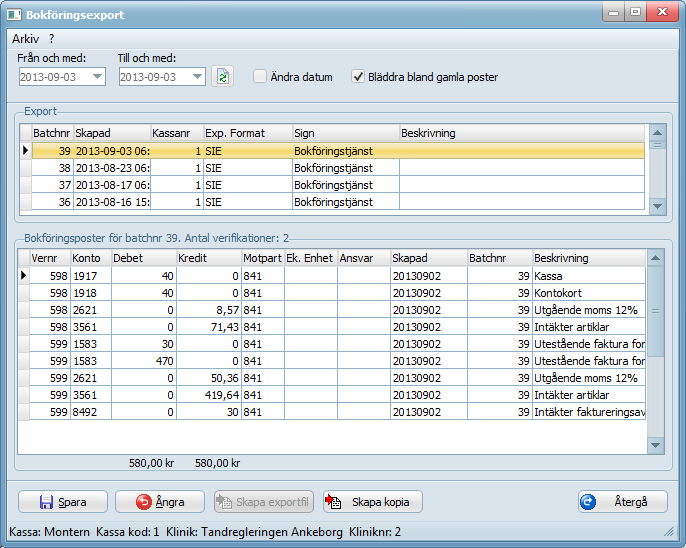 Bokföringsexport
Arkiv ?
Från och med: Till och med:
2013-09-03 2013-09-03 Ändra datum Bläddra bland gamla poster
Export
Batchnr Skapad Kassanr Exp. Format Sign Beskrivning
39 2013-09-03 06: 1 SIE Bokföringstjänst
38 2013-08-23 06: 1 SIE Bokföringstjänst
37 2013-08-17 06: 1 SIE Bokföringstjänst
36 2013-08-16 15: 1 SIE Bokföringstjänst
Bokföringsposter för batchnr 39. Antal verifikationer: 2
Vernr Konto Debet Kredit Motpart Ek. Enhet Ansvar Skapad Batchnr Beskrivning
598 1917 40 0 841 20130902 39 Kassa
598 1918 40 0 841 20130902 39 Kontokort
598 2621 0 8,57 841 20130902 39 Utgående moms 12%
598 3561 0 71,43 841 20130902 39 Intäkter artiklar
599 1583 30 0 841 20130902 39 Utestående faktura for
599 1583 470 0 841 20130902 39 Utestående faktura for
599 2621 0 50,36 841 20130902 39 Utgående moms 12%
599 3561 0 419,64 841 20130902 39 Intäkter artiklar
599 8492 0 30 841 20130902 39 Intäkter faktureringsav
580,00 kr 580,00 kr
Spara Ångra Skapa exportfil Skapa kopia Återgå
Kassa: Montern Kassa kod: 1 Klinik: Tandregleringen Ankeborg Kliniknr: 2